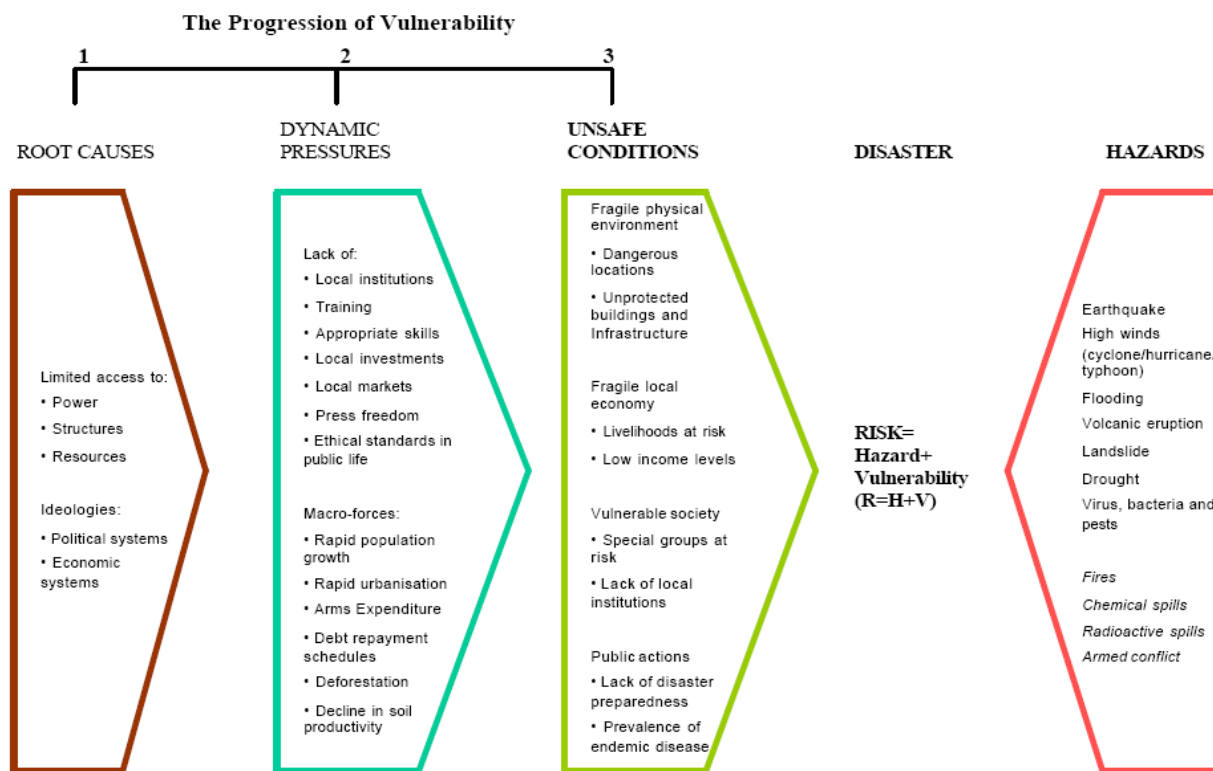 The Progression of Vulnerability
1
2
3
ROOT CAUSES
DYNAMIC
PRESSURES
UNSAFE
CONDITIONS
DISASTER
HAZARDS
Limited access to:
• Power
• Structures
• Resources
Ideologies:
• Political systems
• Economic
systems
Lack of:
• Local institutions
• Training
• Appropriate skills
• Local investments
• Local markets
• Press freedom
• Ethical standards in
public life
Macro-forces:
• Rapid population
growth
• Rapid urbanisation
• Arms Expenditure
• Debt repayment
schedules
• Deforestation
• Decline in soil
productivity
Fragile physical
environment
• Dangerous
locations
• Unprotected
buildings and
Infrastructure
Fragile local
economy
• Livelihoods at risk
• Low income levels
Vulnerable society
• Special groups at
risk
• Lack of local
institutions
Public actions
• Lack of disaster
preparedness
• Prevalence of
endemic disease
RISK=
Hazard+
Vulnerability
(R=H+V)
Earthquake
High winds
(cyclone/hurricane/
typhoon)
Flooding
Volcanic eruption
Landslide
Drought
Virus, bacteria and
pests
Fires
Chemical spills
Radioactive spills
Armed conflict